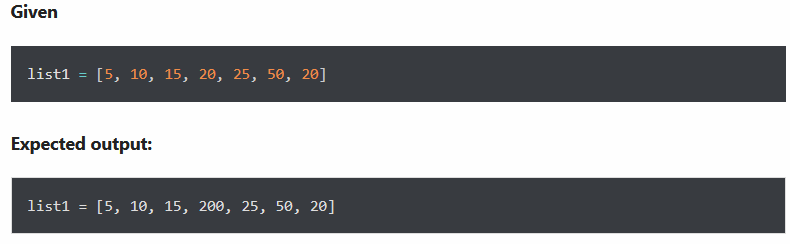 Given
list1 = [5, 10, 15, 20, 25, 50, 20]
Expected output:
list1 = [5, 10, 15, 200, 25, 50, 20]